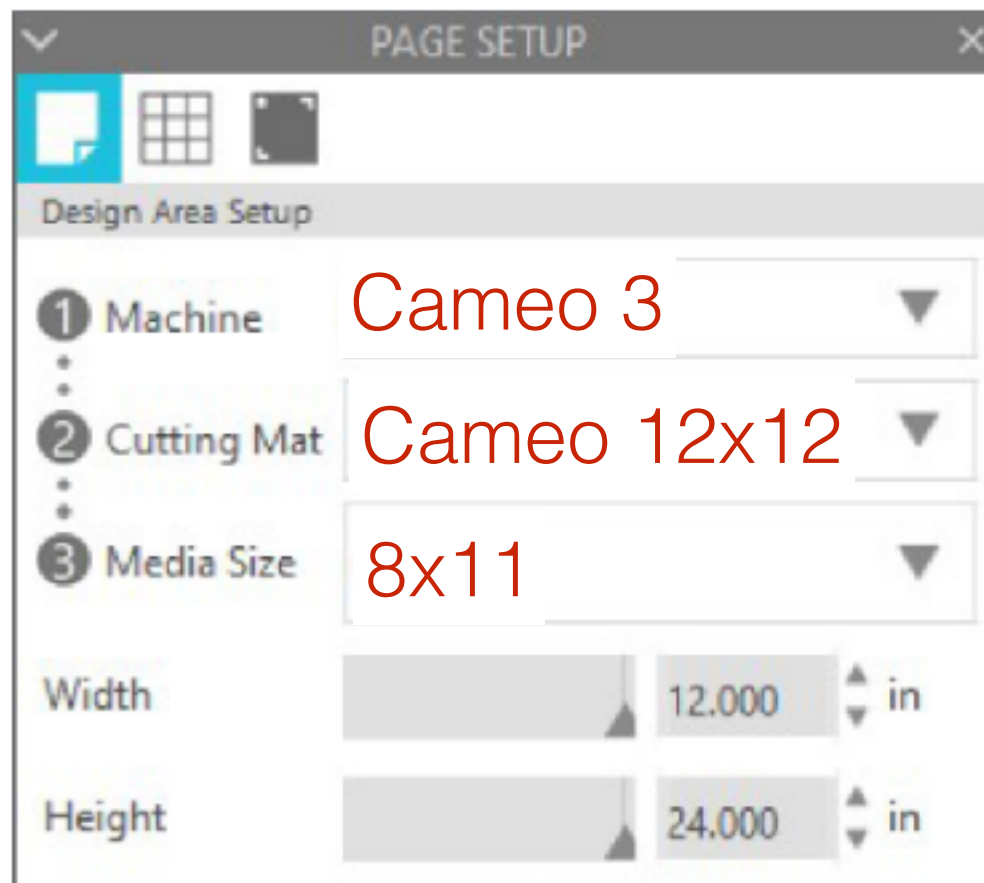 PAGE SETUP
Design Area Setup
1 Machine Cameo 3
2 Cutting Mat Cameo 12x12
3 Media Size 8x11
Width 12.000 in
Height 24.000 in